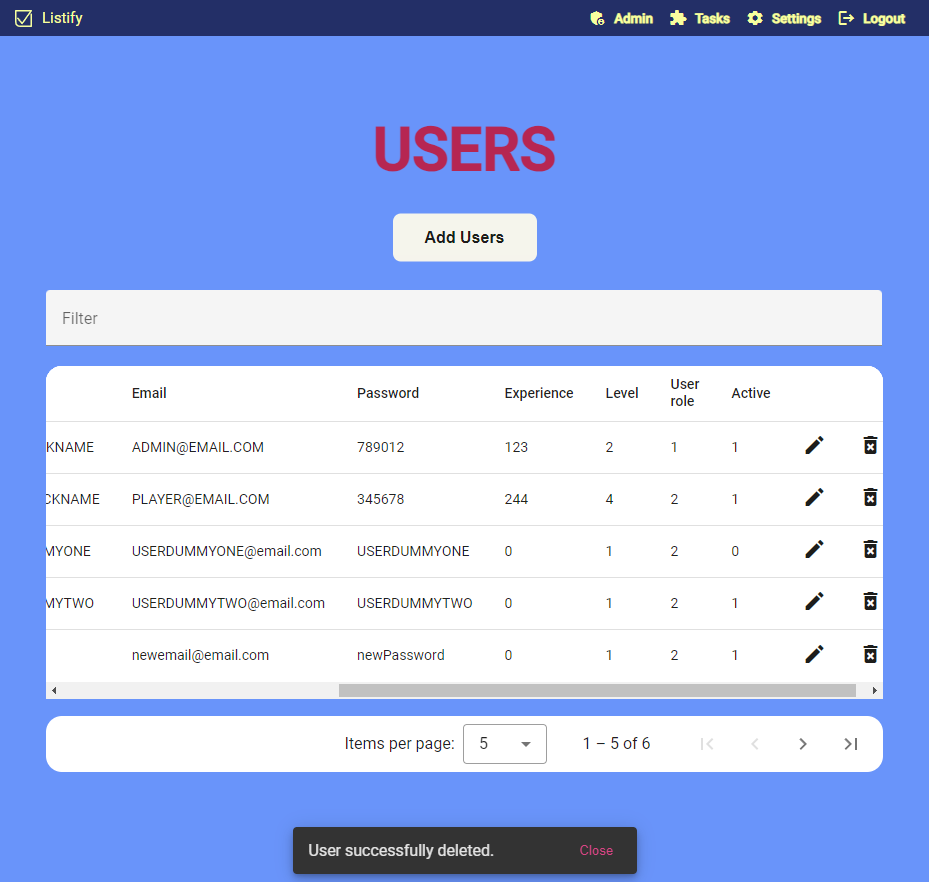 Listify Admin Tasks Settings Logout
USERS
Add Users
Filter
Email Password Experience Level User role Active
KNAME ADMIN@EMAIL.COM 789012 123 2 1 1
CKNAME PLAYER@EMAIL.COM 345678 244 4 2 1
MYONE USERDUMMYONE@email.com USERDUMMYONE 0 1 2 0
MYTWO USERDUMMYTWO@email.com USERDUMMYTWO 0 1 2 1
newemail@email.com newPassword 0 1 2 1
Items per page: 5 1 – 5 of 6
User successfully deleted. Close